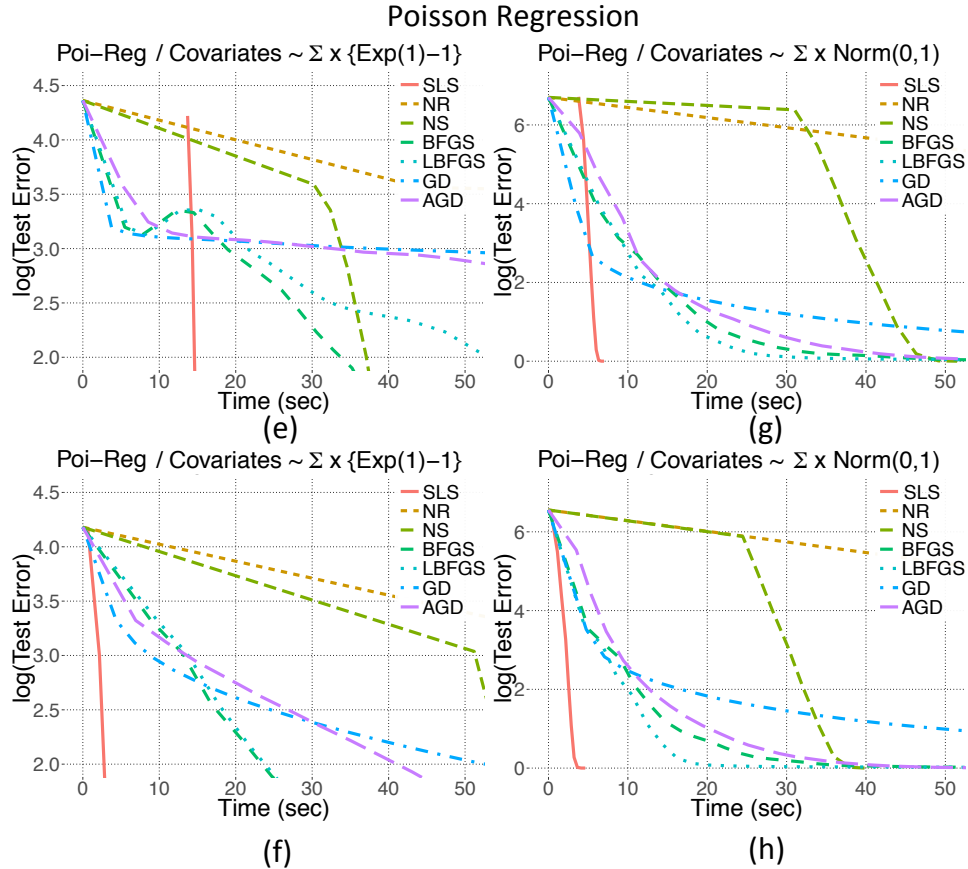 Poisson Regression
Poi-Reg / Covariates ~ Σ x {Exp(1)-1}
log(Test Error)
4.5
4.0
3.5
3.0
2.5
2.0
SLS
NR
NS
BFGS
LBFGS
GD
AGD
0 10 20 30 40 50
Time (sec)
(e)
Poi-Reg / Covariates ~ Σ x Norm(0,1)
log(Test Error)
6
4
2
0
SLS
NR
NS
BFGS
LBFGS
GD
AGD
0 10 20 30 40 50
Time (sec)
(g)
Poi-Reg / Covariates ~ Σ x {Exp(1)-1}
log(Test Error)
4.5
4.0
3.5
3.0
2.5
2.0
SLS
NR
NS
BFGS
LBFGS
GD
AGD
0 10 20 30 40 50
Time (sec)
(f)
Poi-Reg / Covariates ~ Σ x Norm(0,1)
log(Test Error)
6
4
2
0
SLS
NR
NS
BFGS
LBFGS
GD
AGD
0 10 20 30 40 50
Time (sec)
(h)